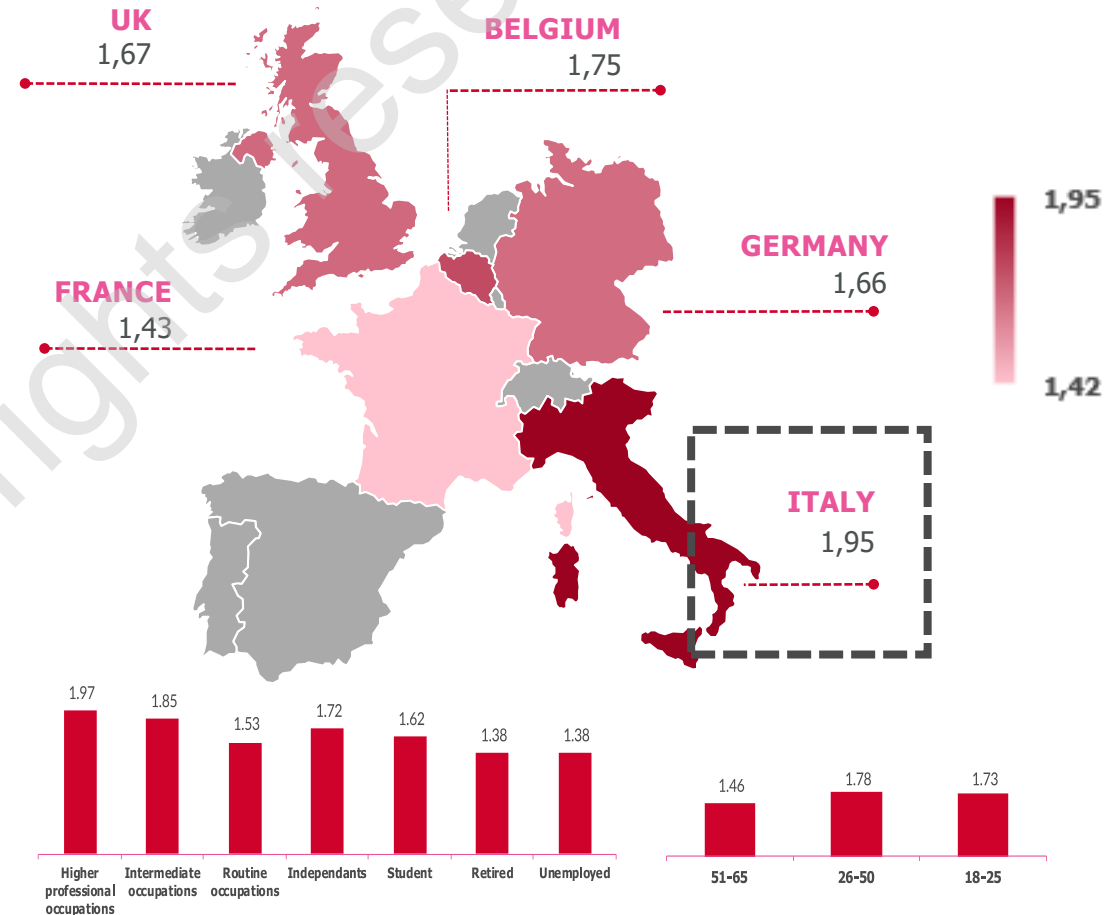 UK
1,67
BELGIUM
1,75
GERMANY
1,66
FRANCE
1,43
1,95
1,42
ITALY
1,95
rights rese
1.97
1.85
1.53
1.72
1.62
1.38
1.38
Higher professional occupations
Intermediate occupations
Routine occupations
Independants
Student
Retired
Unemployed
1.46
1.78
1.73
51-65
26-50
18-25